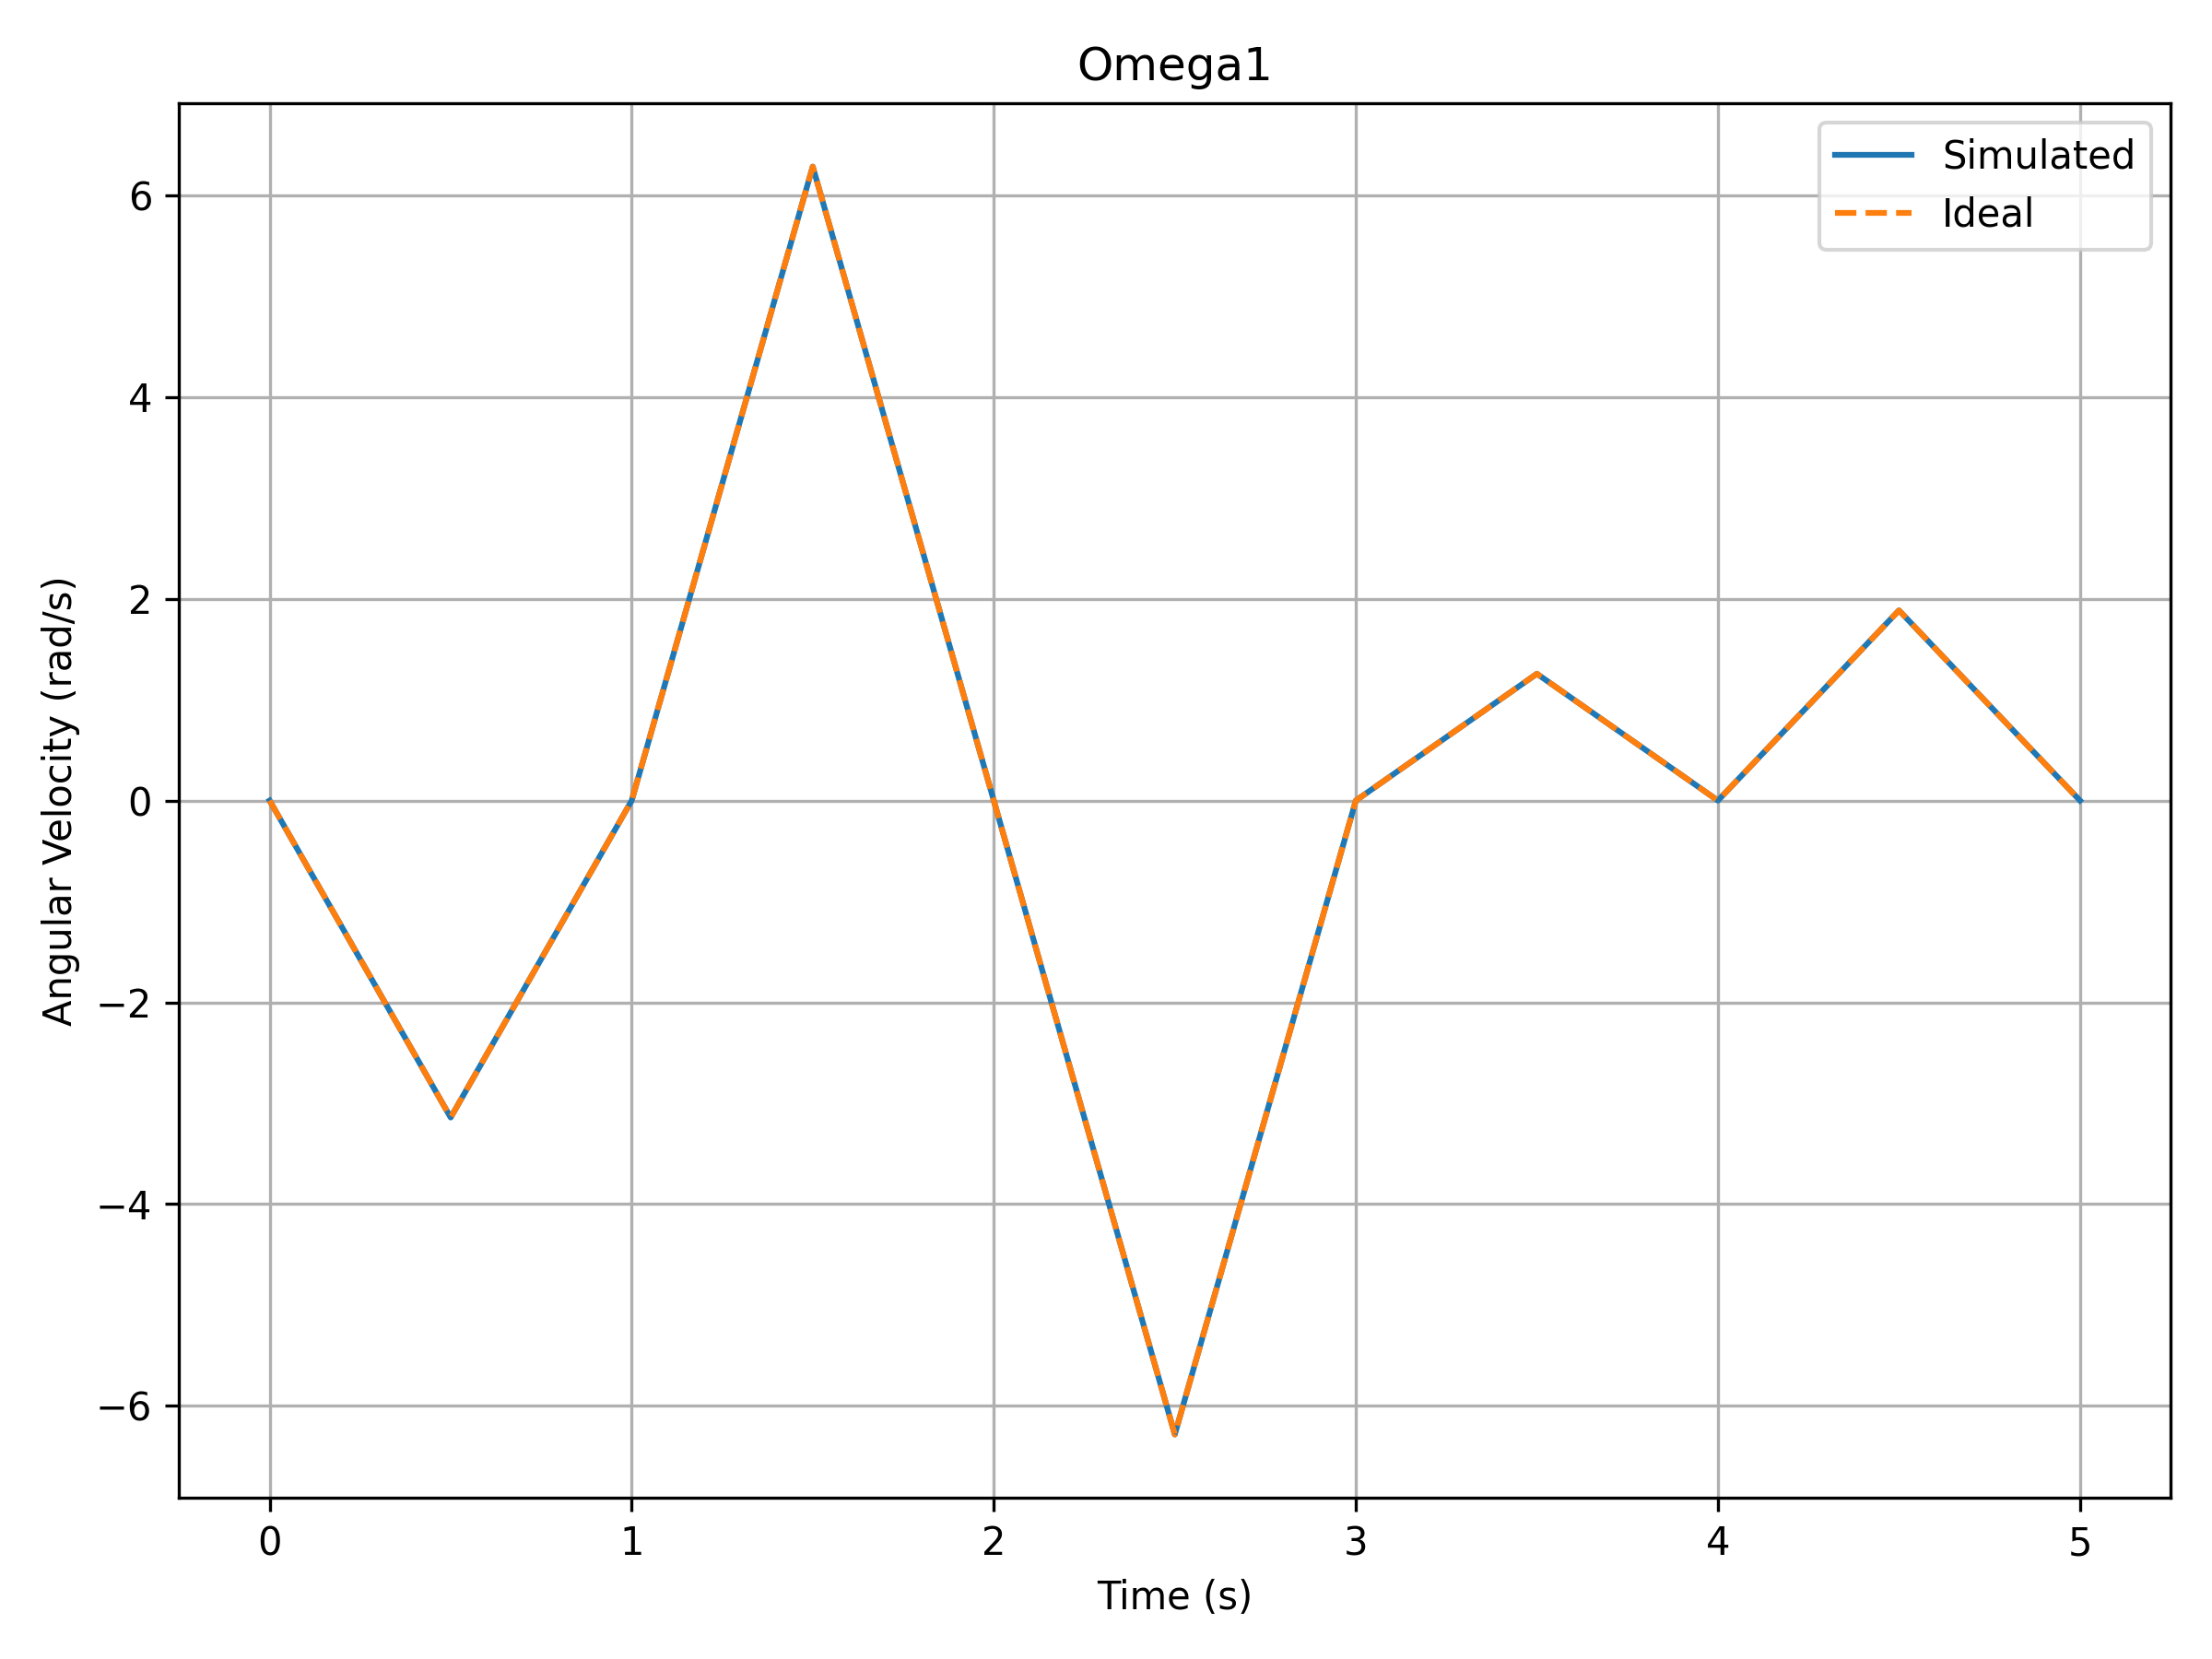 Omega1
Simulated
Ideal
6
4
2
0
−2
−4
−6
Angular Velocity (rad/s)
0 1 2 3 4 5
Time (s)